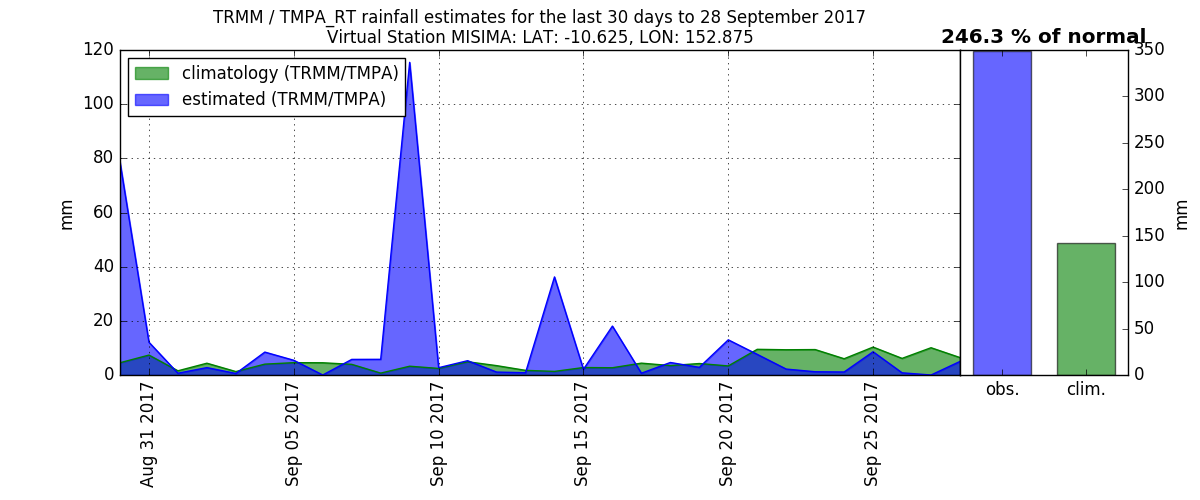 TRMM / TMPA_RT rainfall estimates for the last 30 days to 28 September 2017
Virtual Station MISIMA: LAT: -10.625, LON: 152.875
246.3 % of normal
climatology (TRMM/TMPA)
estimated (TRMM/TMPA)
120
100
80
60
40
20
0
mm
Aug 31 2017
Sep 05 2017
Sep 10 2017
Sep 15 2017
Sep 20 2017
Sep 25 2017
350
300
250
200
150
100
50
0
mm
obs.
clim.